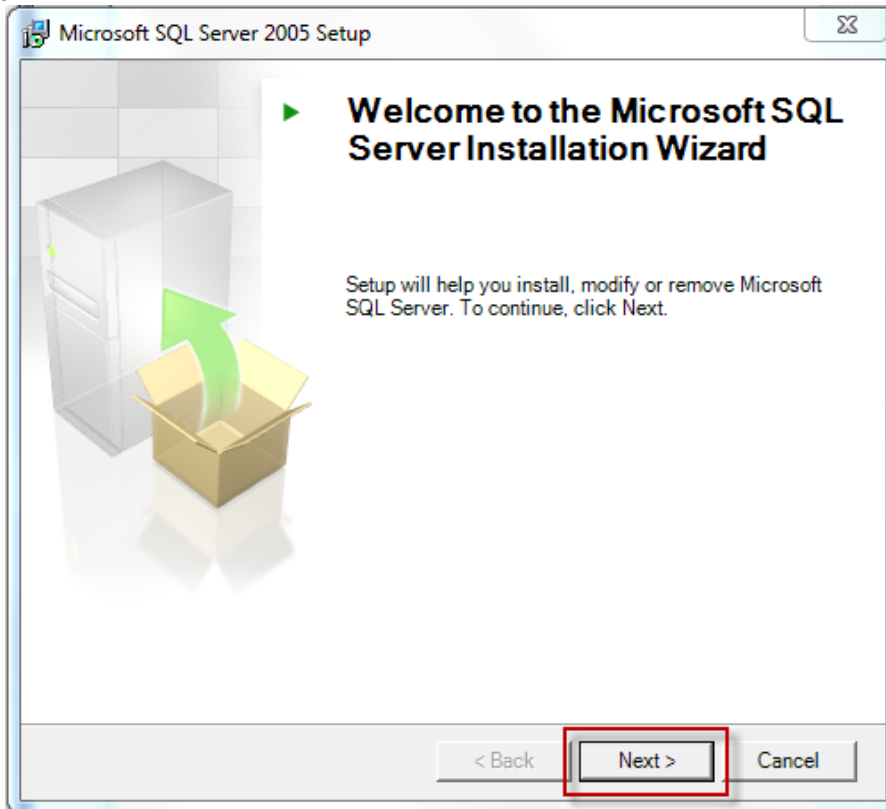 Microsoft SQL Server 2005 Setup
Welcome to the Microsoft SQL
Server Installation Wizard
Setup will help you install, modify or remove Microsoft
SQL Server. To continue, click Next.
< Back Next > Cancel